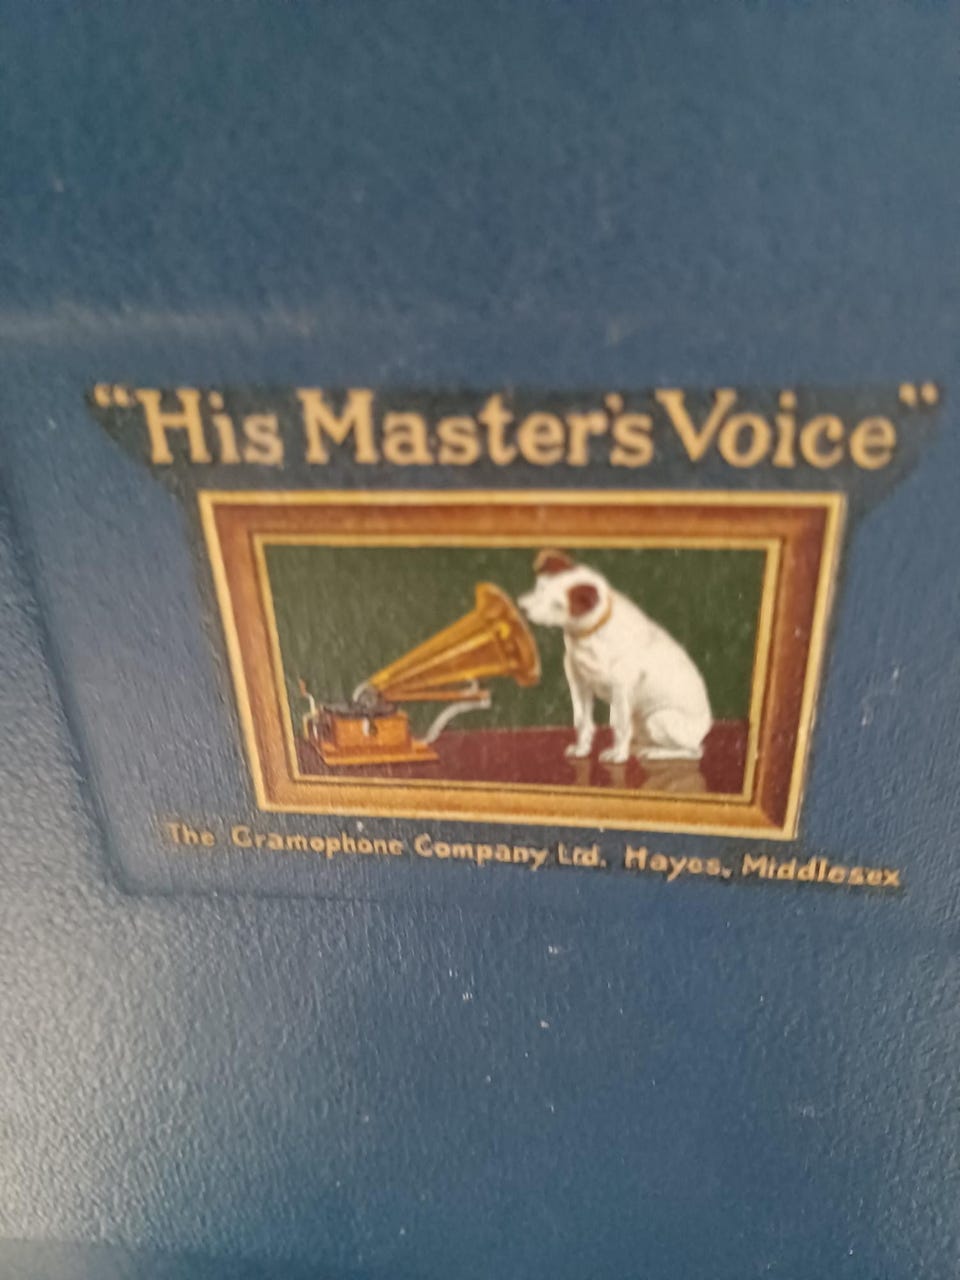 "His Master's Voice"
The Gramophone Company Ltd. Hayes, Middlesex